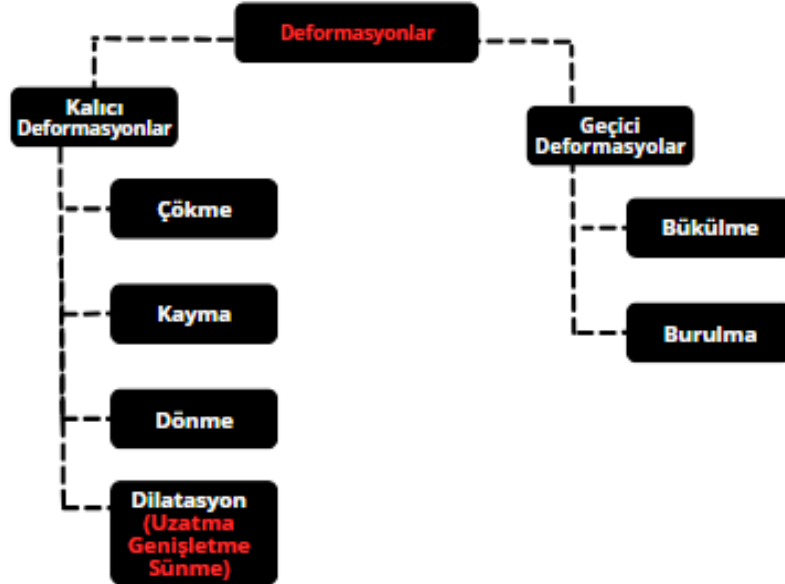 Deformasyonlar
Kalıcı
Deformasyonlar
Çökme
Kayma
Dönme
Dilatasyon
(Uzatma
Genişletme
Sünme)
Geçici
Deformasyolar
Bükülme
Burulma